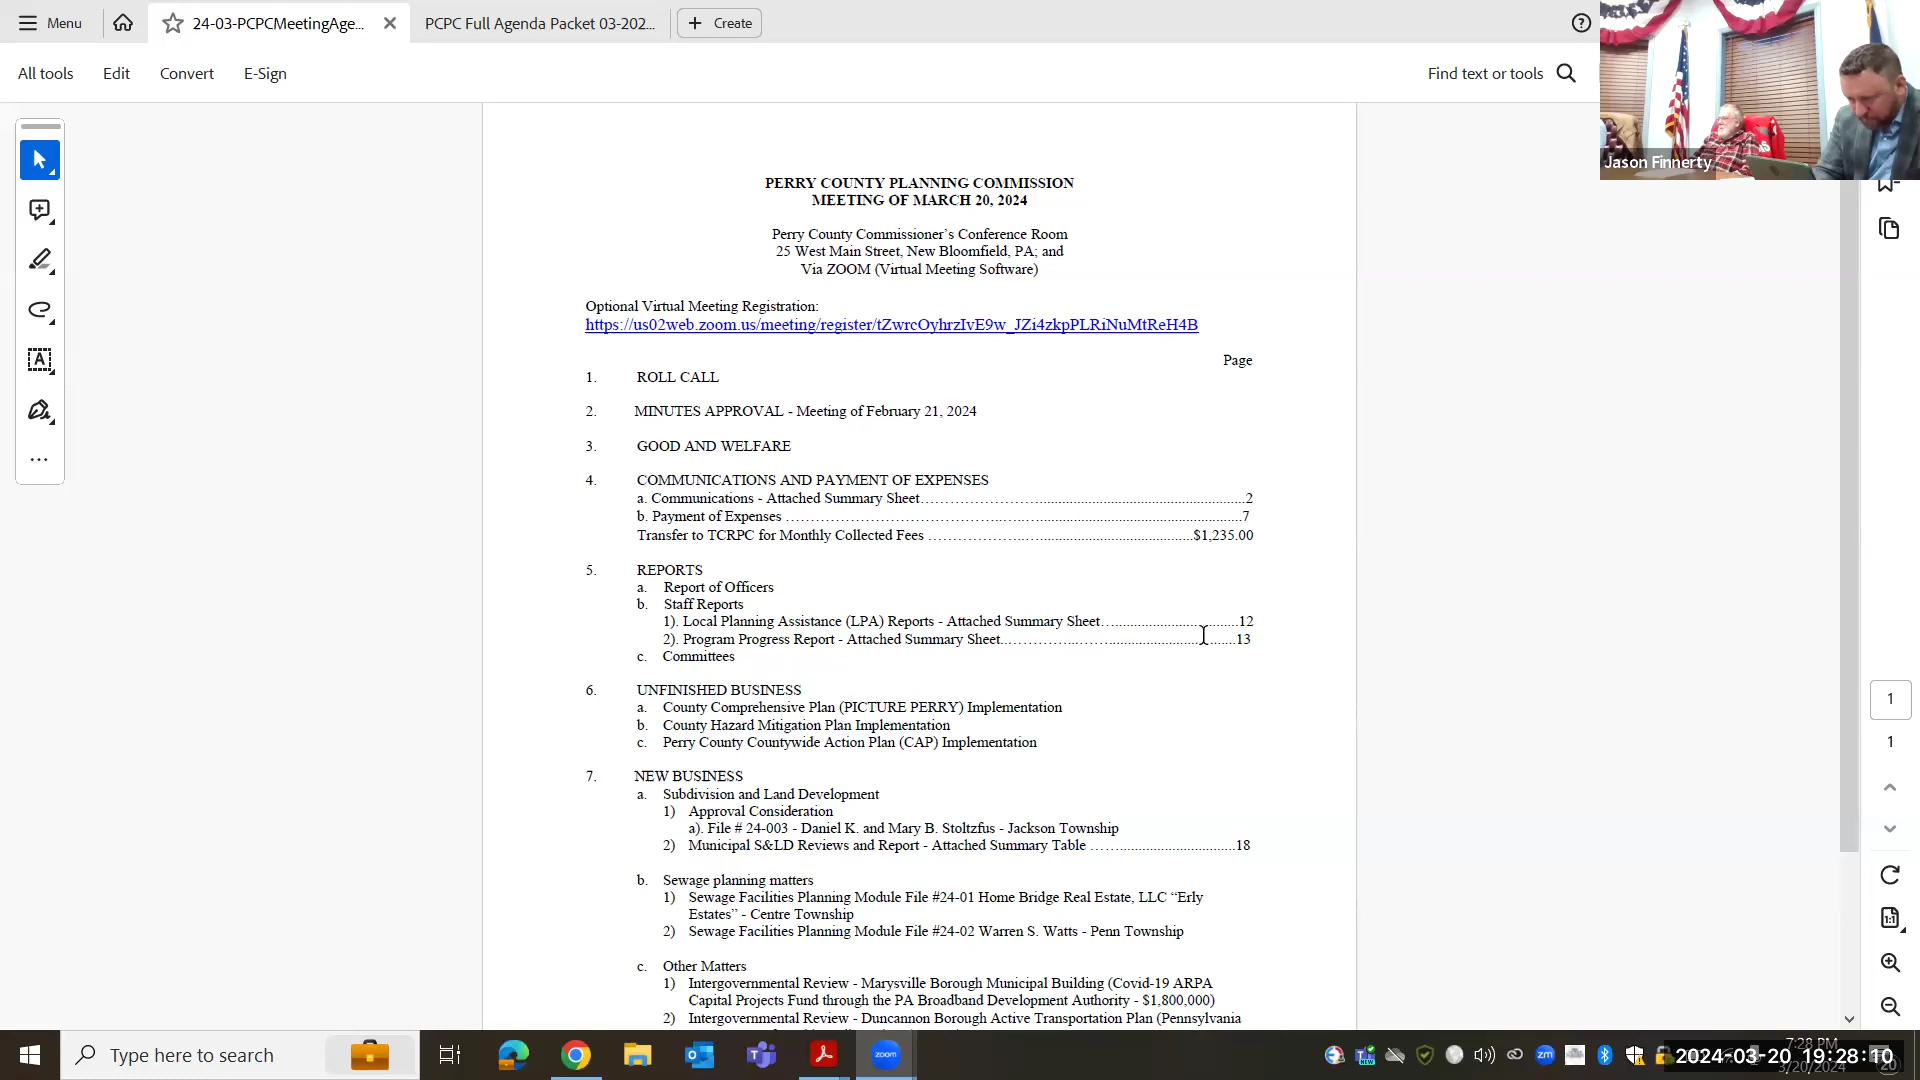 Menu
24-03-PCPCMeetingAge...
PCPC Full Agenda Packet 03-202...
Create
All tools
Edit
Convert
E-Sign
Find text or tools
Jason Finnerty
PERRY COUNTY PLANNING COMMISSION
MEETING OF MARCH 20, 2024
Perry County Commissioner's Conference Room
25 West Main Street, New Bloomfield, PA; and
Via ZOOM (Virtual Meeting Software)
Optional Virtual Meeting Registration:
https://us02web.zoom.us/meeting/register/tZwrcOyhrzIvE9w_JZi4zkpPLRiNuMtReH4B
Page
1. ROLL CALL
2. MINUTES APPROVAL - Meeting of February 21, 2024
3. GOOD AND WELFARE
4. COMMUNICATIONS AND PAYMENT OF EXPENSES
a. Communications - Attached Summary Sheet.....2
b. Payment of Expenses .....7
Transfer to TCRPC for Monthly Collected Fees .....$1,235.00
5. REPORTS
a. Report of Officers
b. Staff Reports
1). Local Planning Assistance (LPA) Reports - Attached Summary Sheet.....12
2). Program Progress Report - Attached Summary Sheet.....13
c. Committees
6. UNFINISHED BUSINESS
a. County Comprehensive Plan (PICTURE PERRY) Implementation
b. County Hazard Mitigation Plan Implementation
c. Perry County Countywide Action Plan (CAP) Implementation
7. NEW BUSINESS
a. Subdivision and Land Development
1) Approval Consideration
a). File # 24-003 - Daniel K. and Mary B. Stoltzfus - Jackson Township
2) Municipal S&LD Reviews and Report - Attached Summary Table .....18
b. Sewage planning matters
1) Sewage Facilities Planning Module File #24-01 Home Bridge Real Estate, LLC "Erly
Estates" - Centre Township
2) Sewage Facilities Planning Module File #24-02 Warren S. Watts - Penn Township
c. Other Matters
1) Intergovernmental Review - Marysville Borough Municipal Building (Covid-19 ARPA
Capital Projects Fund through the PA Broadband Development Authority - $1,800,000)
2) Intergovernmental Review - Duncannon Borough Active Transportation Plan (Pennsylvania
1
1
Type here to search
zoom
zm
7:28 PM
3/20/2024
2024-03-20 19:28:10